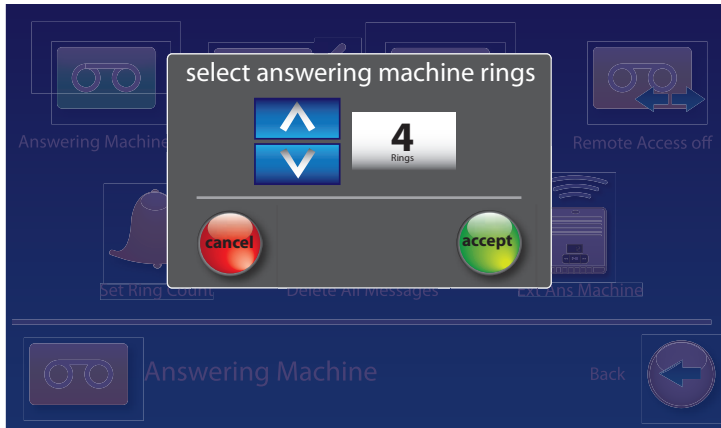 select answering machine rings
4
Rings
cancel
accept
Answering Machine
Remote Access off
Set Ring Count
Delete All Messages
Ext Ans Machine
Answering Machine
Back